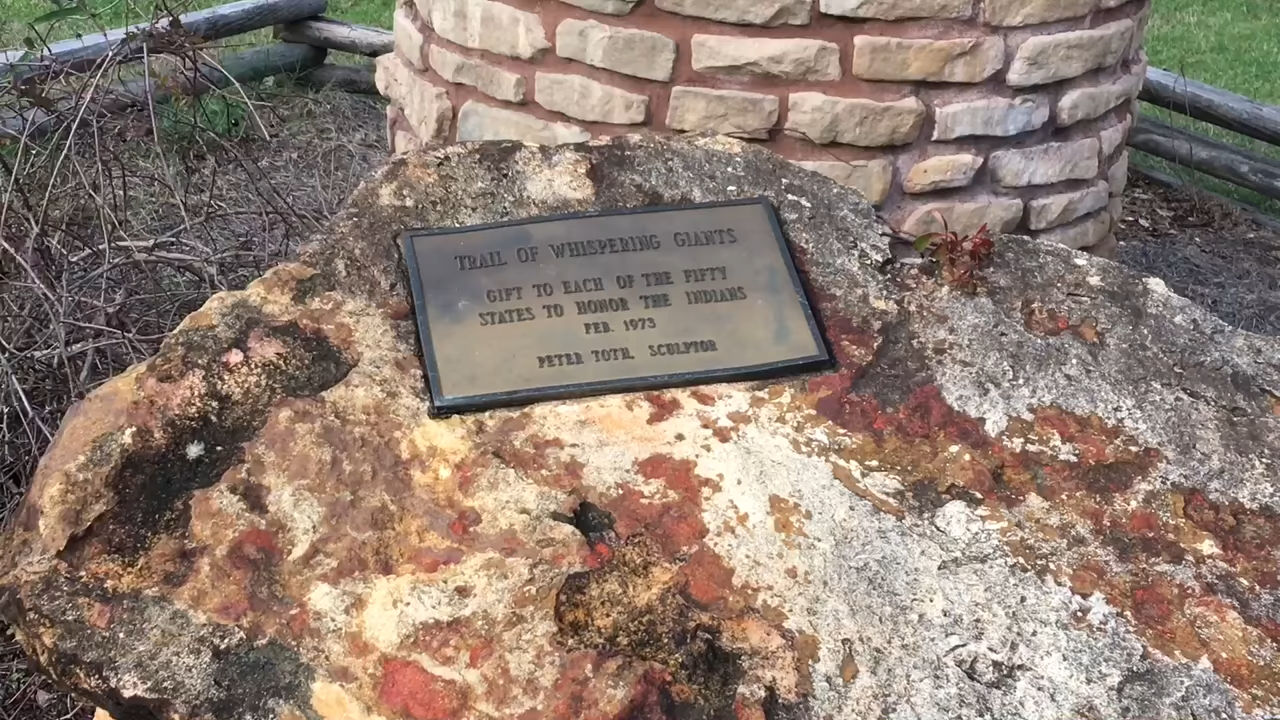 TRAIL OF WHISPERING GIANTS
GIFT TO EACH OF THE FIFTY
STATES TO HONOR THE INDIANS
FEB. 1973
PETER TOTH, SCULPTOR